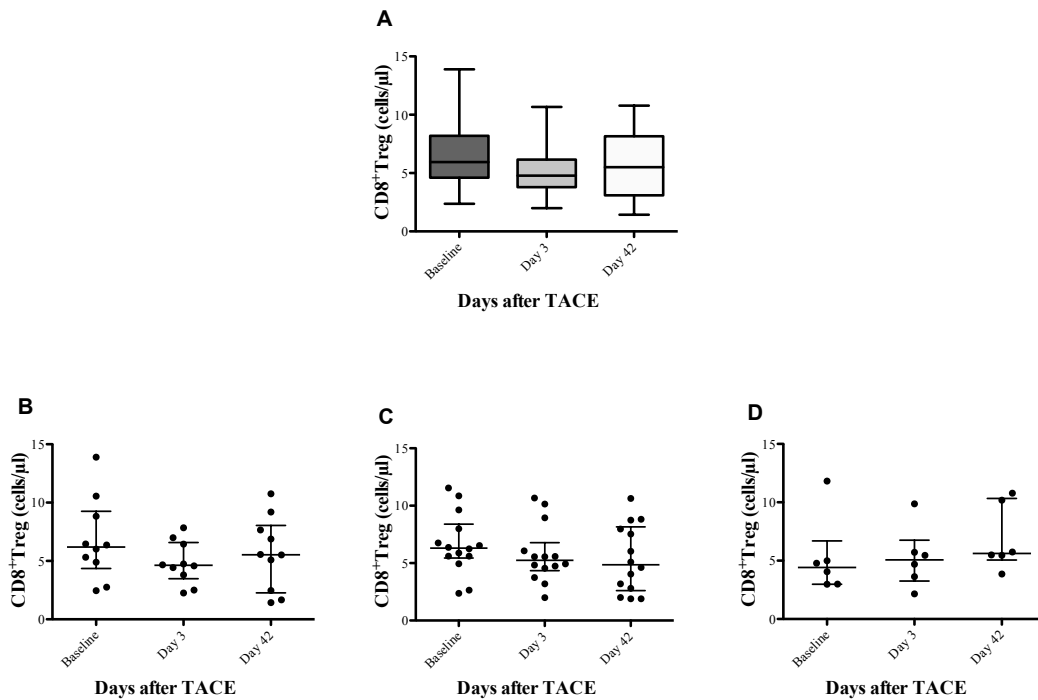 A
CD8+Treg (cells/µl)
15
10
5
0
Baseline
Day 3
Day 42
Days after TACE
B
CD8+Treg (cells/µl)
15
10
5
0
Baseline
Day 3
Day 42
Days after TACE
C
CD8+Treg (cells/µl)
15
10
5
0
Baseline
Day 3
Day 42
Days after TACE
D
CD8+Treg (cells/µl)
15
10
5
0
Baseline
Day 3
Day 42
Days after TACE